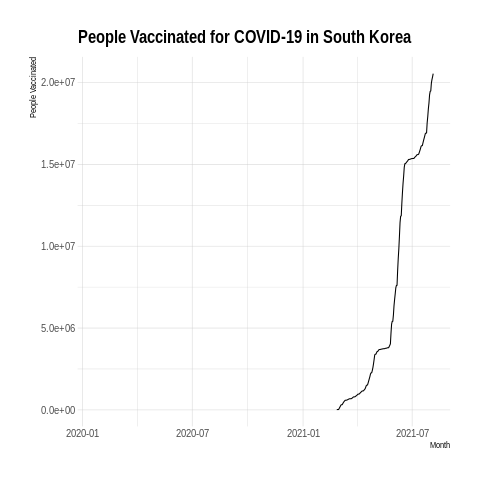 People Vaccinated for COVID-19 in South Korea
People Vaccinated
2.0e+07
1.5e+07
1.0e+07
5.0e+06
0.0e+00
2020-01 2020-07 2021-01 2021-07
Month